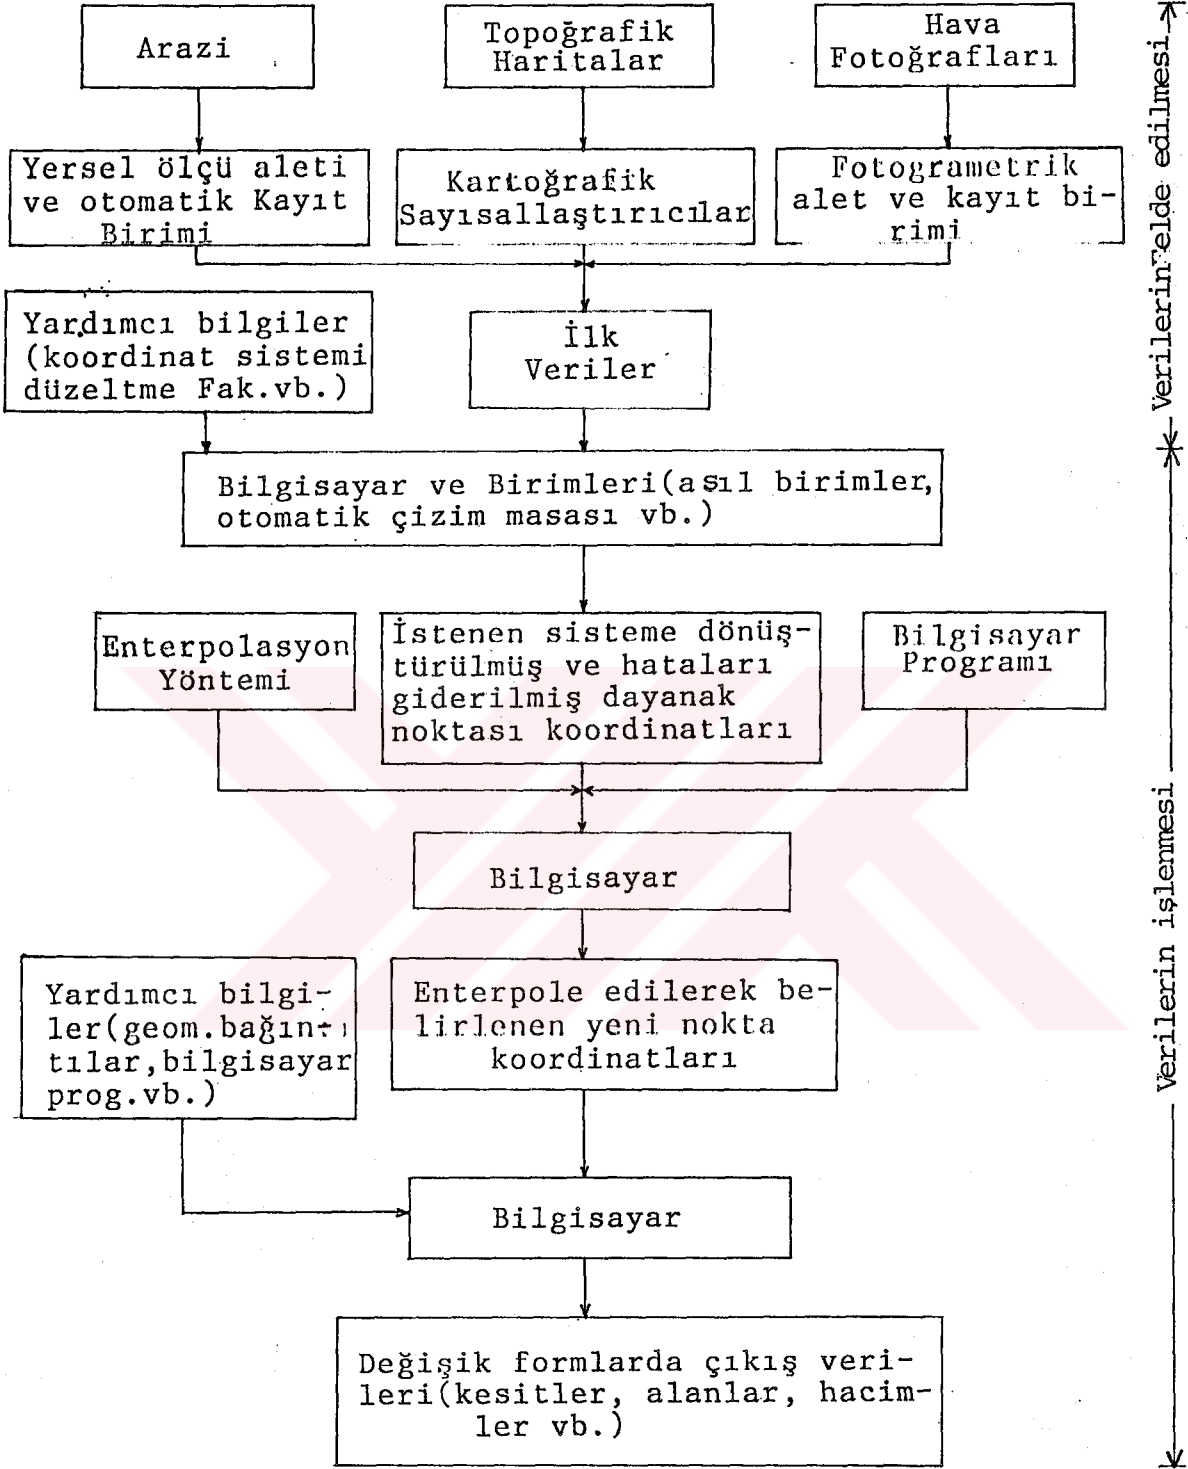 Arazi
Topoğrafik
Haritalar
Hava
Fotoğrafları
Yersel ölçü aleti
ve otomatik Kayıt
Birimi
Kartoğrafik
Sayısallaştırıcılar
Fotogrametrik
alet ve kayıt bi-
rimi
Yardımcı bilgiler
(koordinat sistemi
düzeltme Fak.vb.)
İlk
Veriler
Verilerin elde edilmesi
Bilgisayar ve Birimleri(asıl birimler,
otomatik çizim masası vb.)
Enterpolasyon
Yöntemi
İstenen sisteme dönüş-
türülmüş ve hataları
giderilmiş dayanak
noktası koordinatları
Bilgisayar
Programı
Bilgisayar
Yardımcı bilgi-
ler(geom.bağın-
tılar,bilgisayar
prog.vb.)
Enterpole edilerek be-
lirlenen yeni nokta
koordinatları
Bilgisayar
Değişik formlarda çıkış veri-
leri(kesitler, alanlar, hacim-
ler vb.)
Verilerin işlenmesi